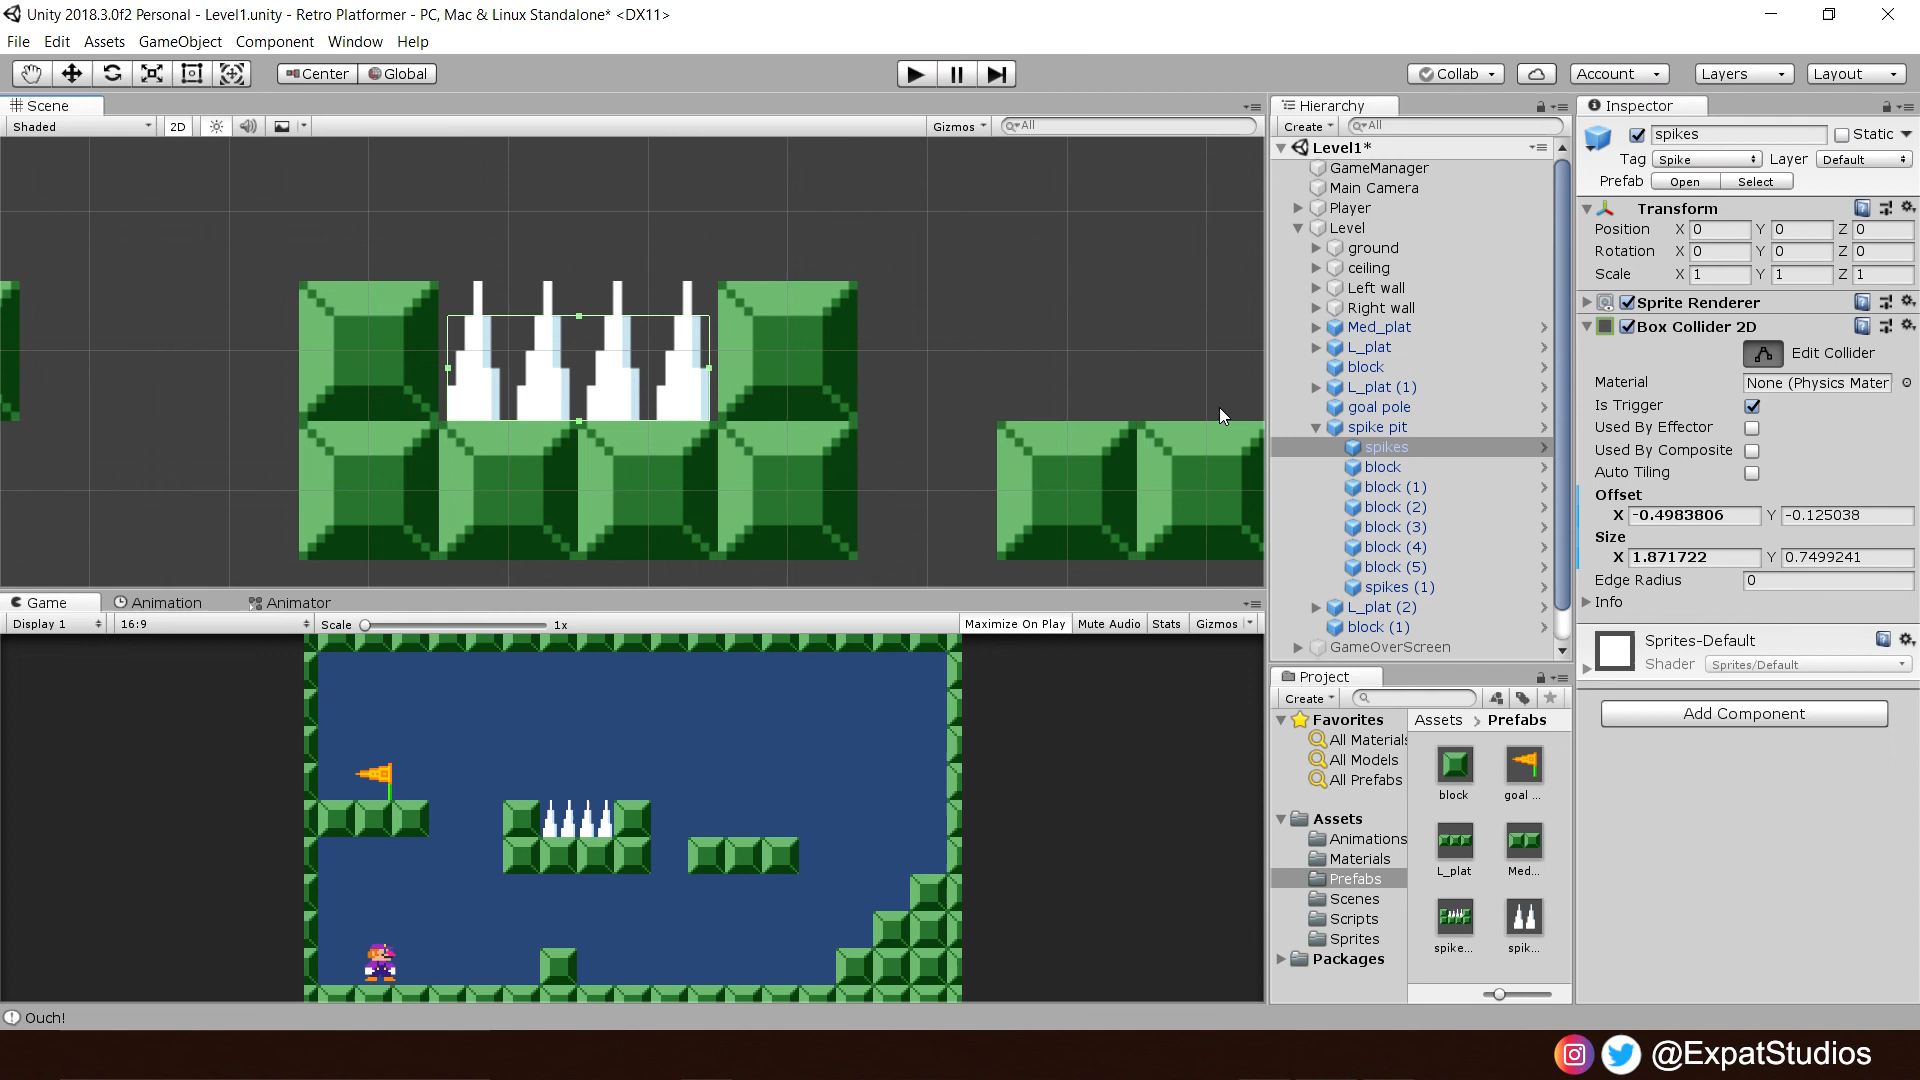 Unity 2018.3.0f2 Personal - Level1.unity - Retro Platformer - PC, Mac & Linux Standalone* <DX11>
File Edit Assets GameObject Component Window Help
Center Global Collab Account Layers Layout
Scene
Shaded 2D Gizmos All
Hierarchy
Create All
Level1*
GameManager
Main Camera
Player
Level
ground
ceiling
Left wall
Right wall
Med_plat
L_plat
block
L_plat (1)
goal pole
spike pit
spikes
block
block (1)
block (2)
block (3)
block (4)
block (5)
spikes (1)
L_plat (2)
block (1)
GameOverScreen
Inspector
spikes Static
Tag Spike Layer Default
Prefab Open Select
Transform
Position X 0 Y 0 Z 0
Rotation X 0 Y 0 Z 0
Scale X 1 Y 1 Z 1
Sprite Renderer
Box Collider 2D
Edit Collider
Material None (Physics Mater
Is Trigger
Used By Effector
Used By Composite
Auto Tiling
Offset
X -0.4983806 Y -0.125038
Size
X 1.871722 Y 0.7499241
Edge Radius 0
Info
Sprites-Default
Shader Sprites/Default
Add Component
Game Animation Animator
Display 1 16:9 Scale 1x Maximize On Play Mute Audio Stats Gizmos
Project
Create
Favorites
All Materials
All Models
All Prefabs
Assets
Animations
Materials
Prefabs
Scenes
Scripts
Sprites
Packages
Assets > Prefabs
block goal ...
L_plat Med...
spike... spik...
Ouch!
@ExpatStudios